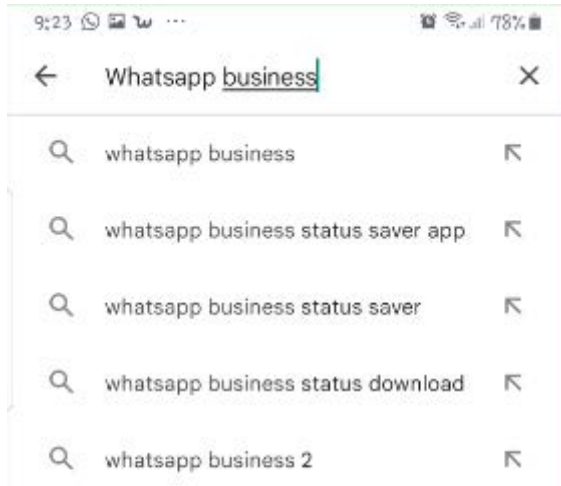 9:23 78%
Whatsapp business
whatsapp business
whatsapp business status saver app
whatsapp business status saver
whatsapp business status download
whatsapp business 2